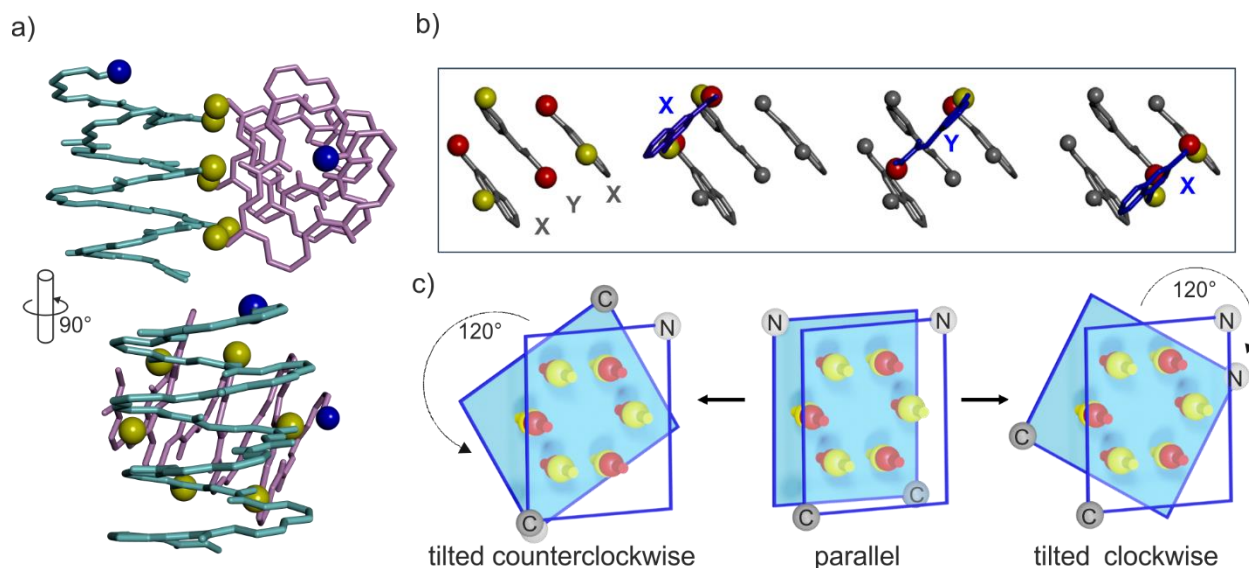 a)
90°
b)
X
Y
X
X
Y
X
c)
120°
C
N
C
tilted counterclockwise
N
N
C
C
parallel
120°
N
N
C
C
tilted clockwise